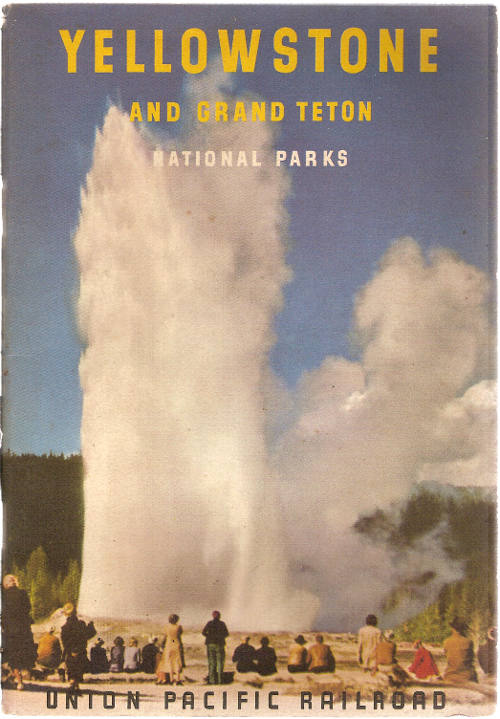 YELLOWSTONE
AND GRAND TETON
NATIONAL PARKS
UNION PACIFIC RAILROAD